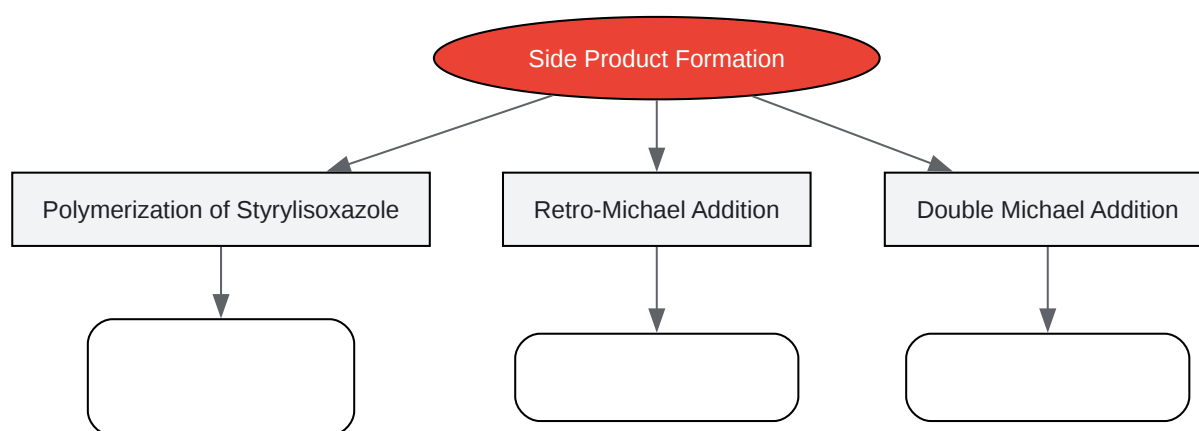 Side Product Formation
Polymerization of Styrylisoxazole
Retro-Michael Addition
Double Michael Addition